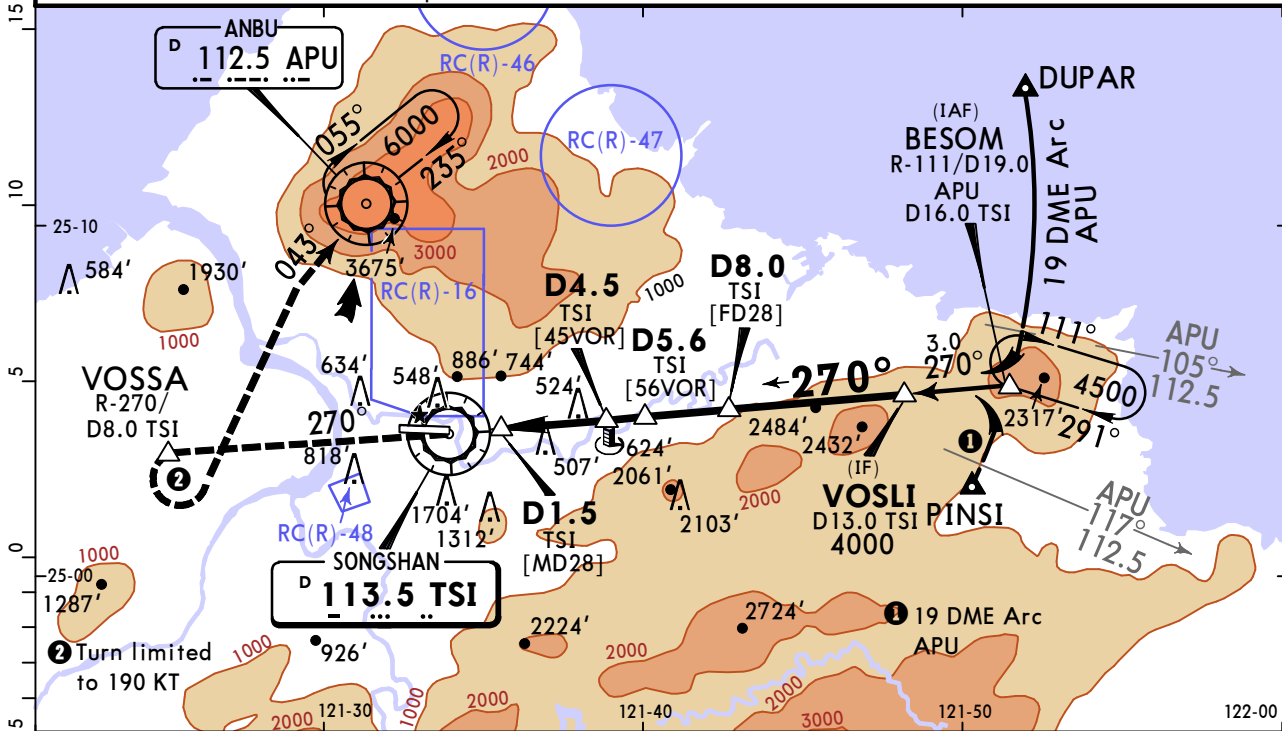 15
ANBU
D 112.5 APU
RC(R)-46
RC(R)-47
DUPAR
(IAF)
BESOM
R-111/D19.0
APU
D16.0 TSI
19 DME Arc
APU
055°
6000
235°
2000
10
25-10
043°
3000
3675'
584'
1930'
1000
RC(R)-16
1000
D4.5
TSI
[45VOR]
D8.0
TSI
[FD28]
D5.6
TSI
[56VOR]
3.0
270°
111°
APU
105°
112.5
5
VOSSA
R-270/
D8.0 TSI
634'
548'
886'
744'
524'
270°
4500
2317'
291°
270°
2484'
2432'
1
818'
507'
624'
2061'
2
(IF)
VOSLI
D13.0 TSI
4000
PINSI
2000
2103'
RC(R)-48
1704'
1312'
D1.5
TSI
[MD28]
APU
117°
112.5
0
1000
25-00
1287'
SONGSHAN
D 113.5 TSI
2224'
2724'
1 19 DME Arc
APU
2 Turn limited
to 190 KT
926'
1000
2000
2000
1000
2000
2000
3000
5
121-30
121-40
121-50
122-00